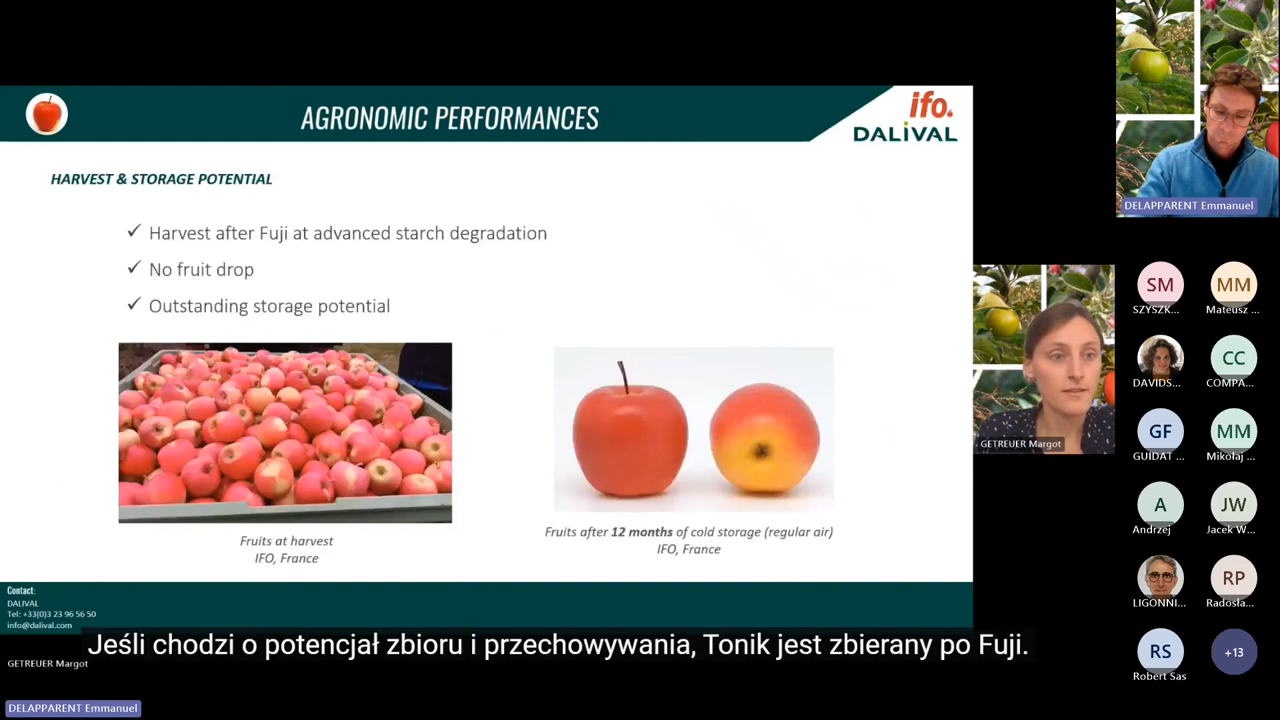 AGRONOMIC PERFORMANCES
ifo.
DALIVAL
HARVEST & STORAGE POTENTIAL
✓ Harvest after Fuji at advanced starch degradation
✓ No fruit drop
✓ Outstanding storage potential
Fruits at harvest
IFO, France
Fruits after 12 months of cold storage (regular air)
IFO, France
Contact:
DALIVAL
Tel: +33(0)3 23 96 56 50
info@dalival.com
Jeśli chodzi o potencjał zbioru i przechowywania, Tonik jest zbierany po Fuji.
GETREUER Margot
DELAPPARENT Emmanuel
DELAPPARENT Emmanuel
GETREUER Margot
SM
SZYSZK...
MM
Mateusz ...
DAVIDS...
CC
COMPA...
GF
GUIDAT ...
MM
Mikołaj ...
A
Andrzej
JW
Jacek W...
LIGONNI...
RP
Radosła...
RS
Robert Sas
+13